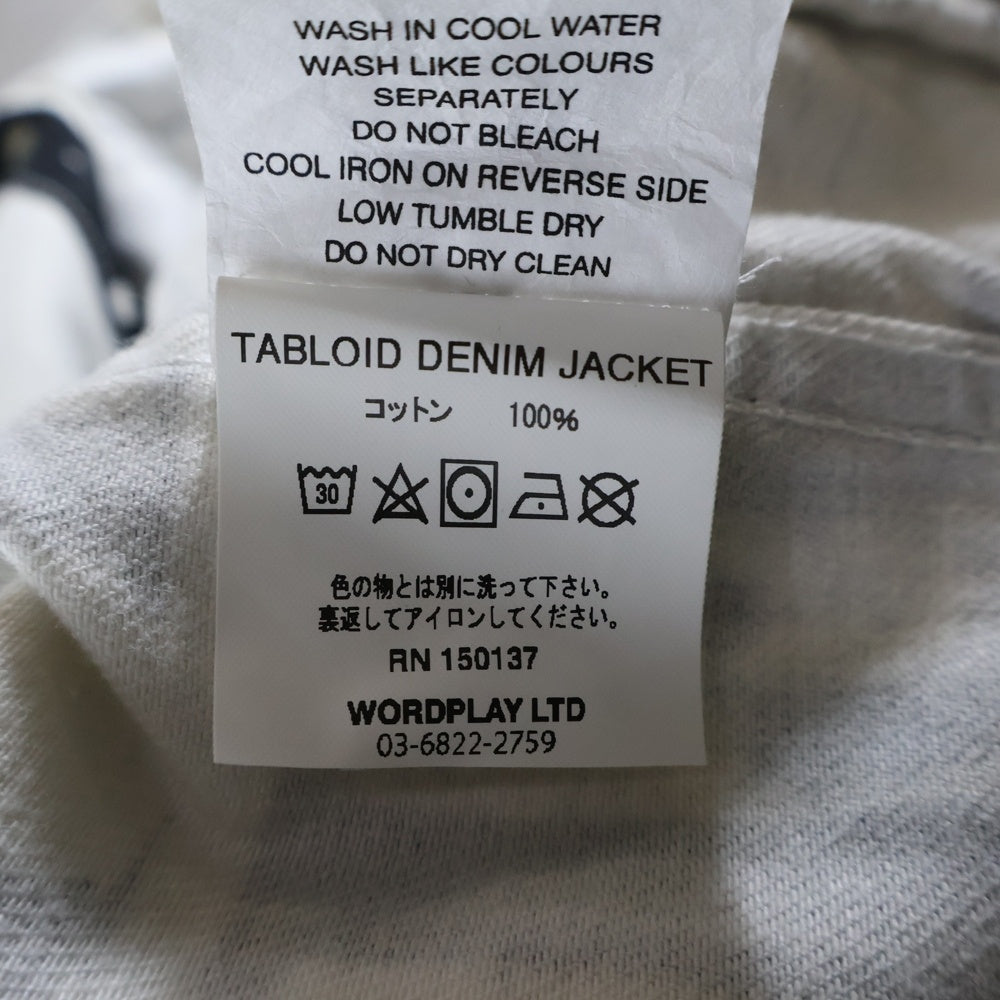 WASH IN COOL WATER
WASH LIKE COLOURS
SEPARATELY
DO NOT BLEACH
COOL IRON ON REVERSE SIDE
LOW TUMBLE DRY
DO NOT DRY CLEAN
TABLOID DENIM JACKET
コットン 100%
30
色の物とは別に洗って下さい。
裏返してアイロンしてください。
RN 150137
WORDPLAY LTD
03-6822-2759